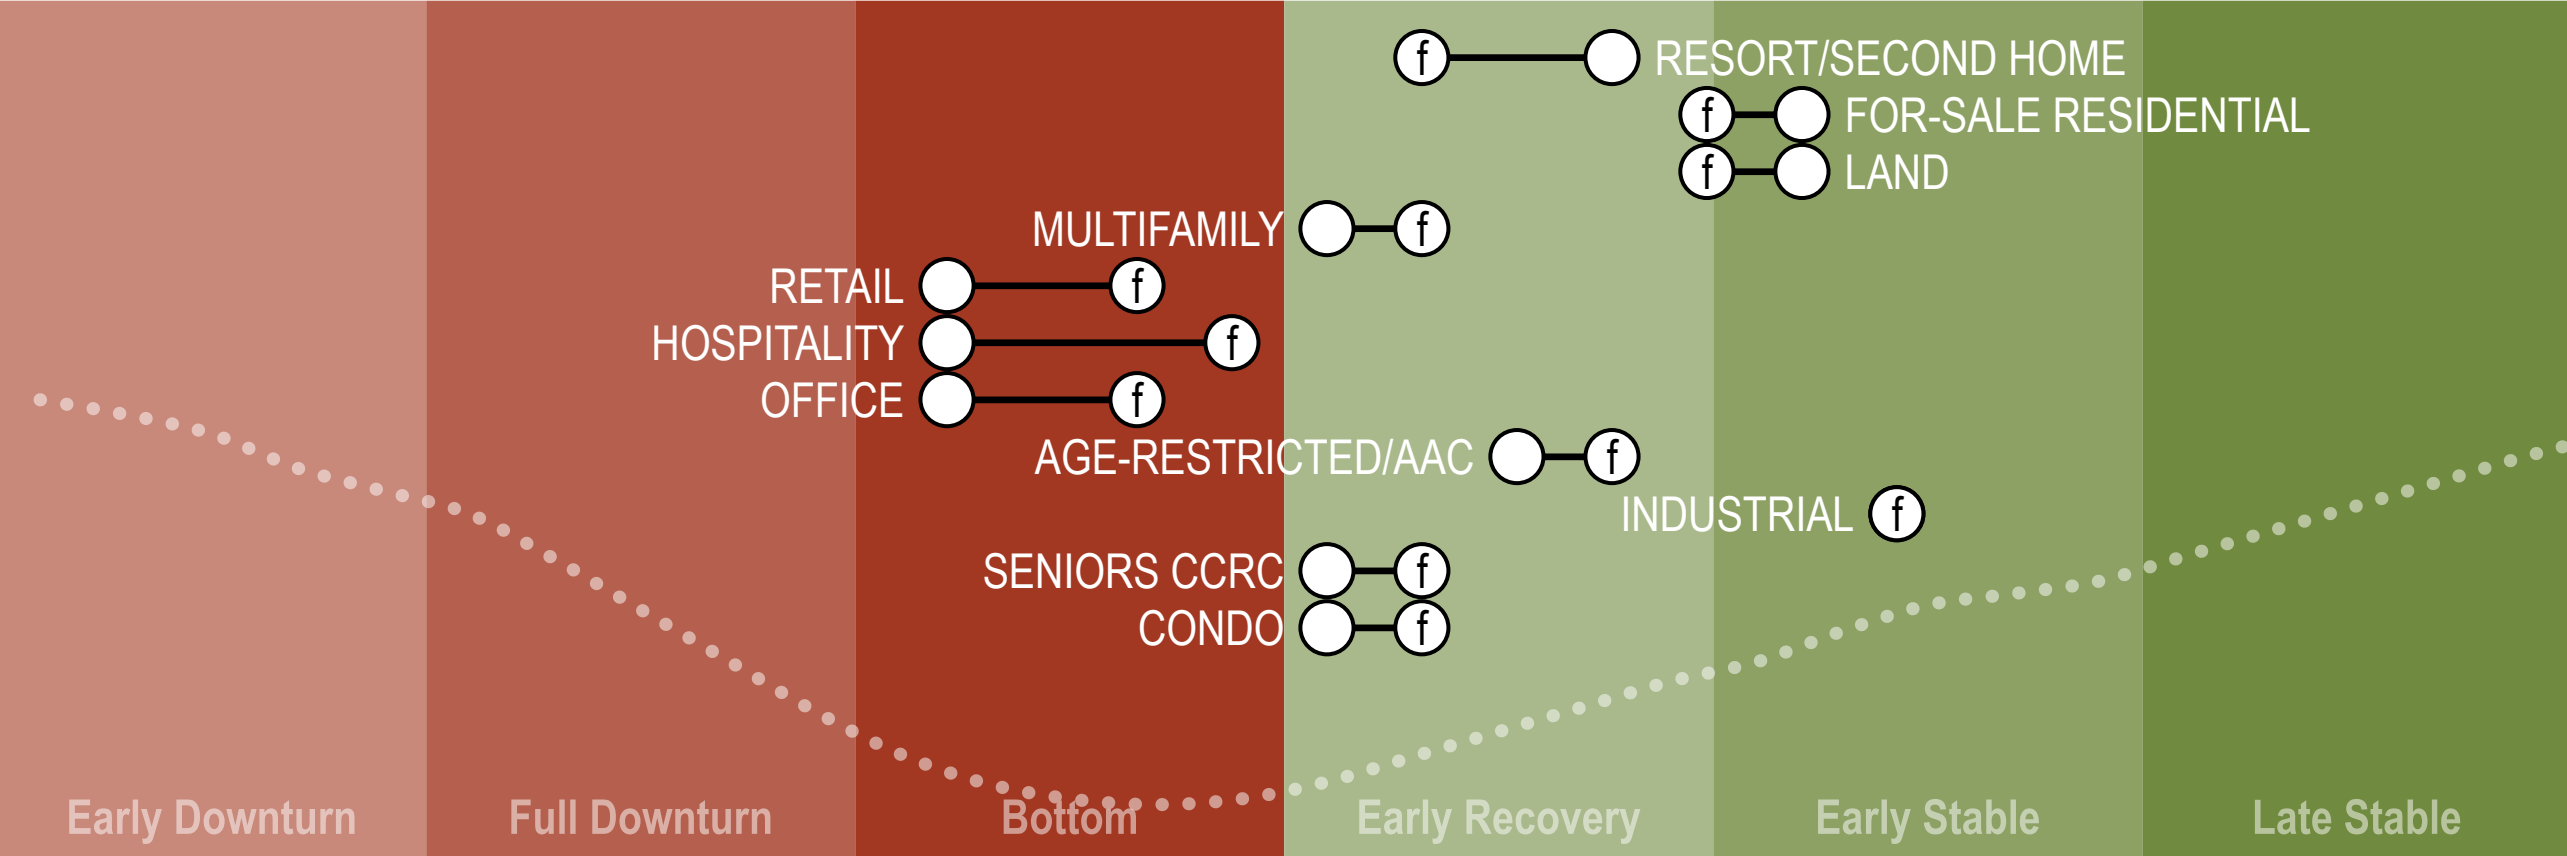 f RESORT/SECOND HOME
f FOR-SALE RESIDENTIAL
f LAND
MULTIFAMILY f
RETAIL f
HOSPITALITY f
OFFICE f
AGE-RESTRICTED/AAC f
INDUSTRIAL f
SENIORS CCRC f
CONDO f
Early Downturn Full Downturn Bottom Early Recovery Early Stable Late Stable